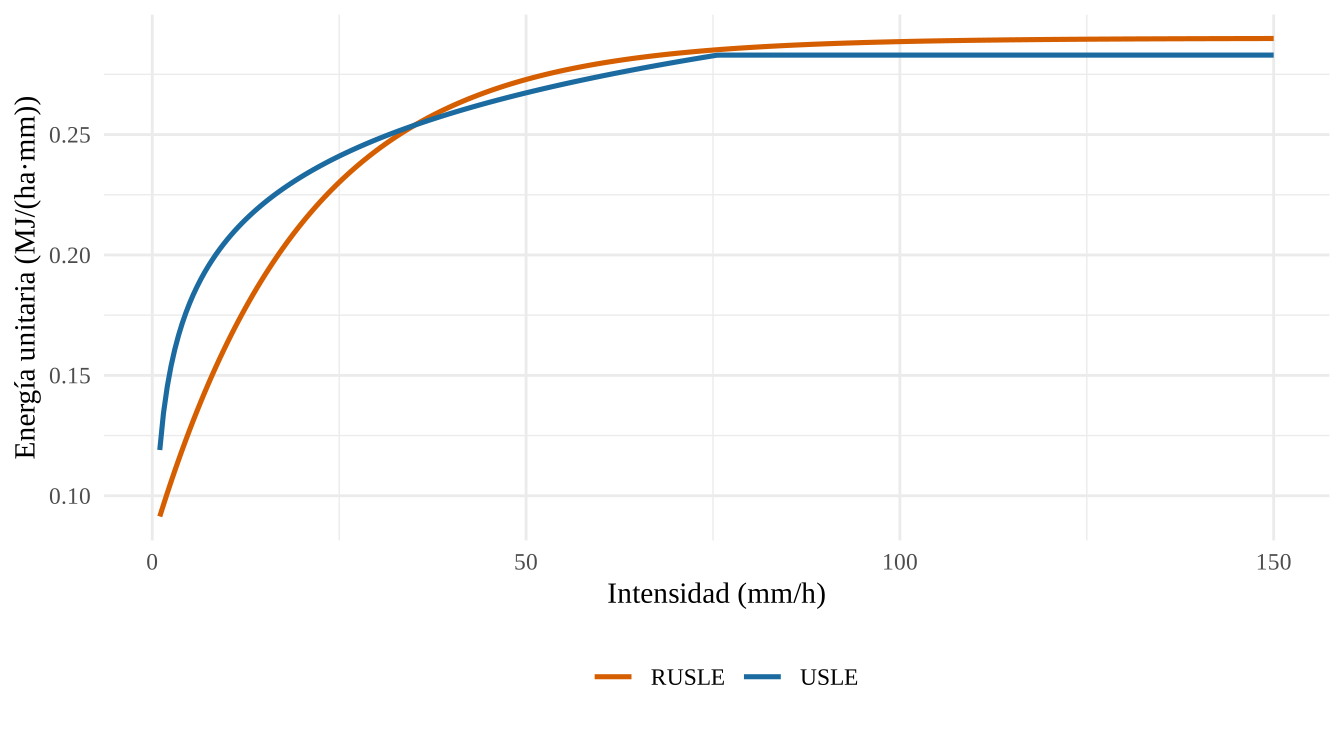 Energía unitaria (MJ/(ha·mm))
0.25
0.20
0.15
0.10
0 50 100 150
Intensidad (mm/h)
RUSLE USLE